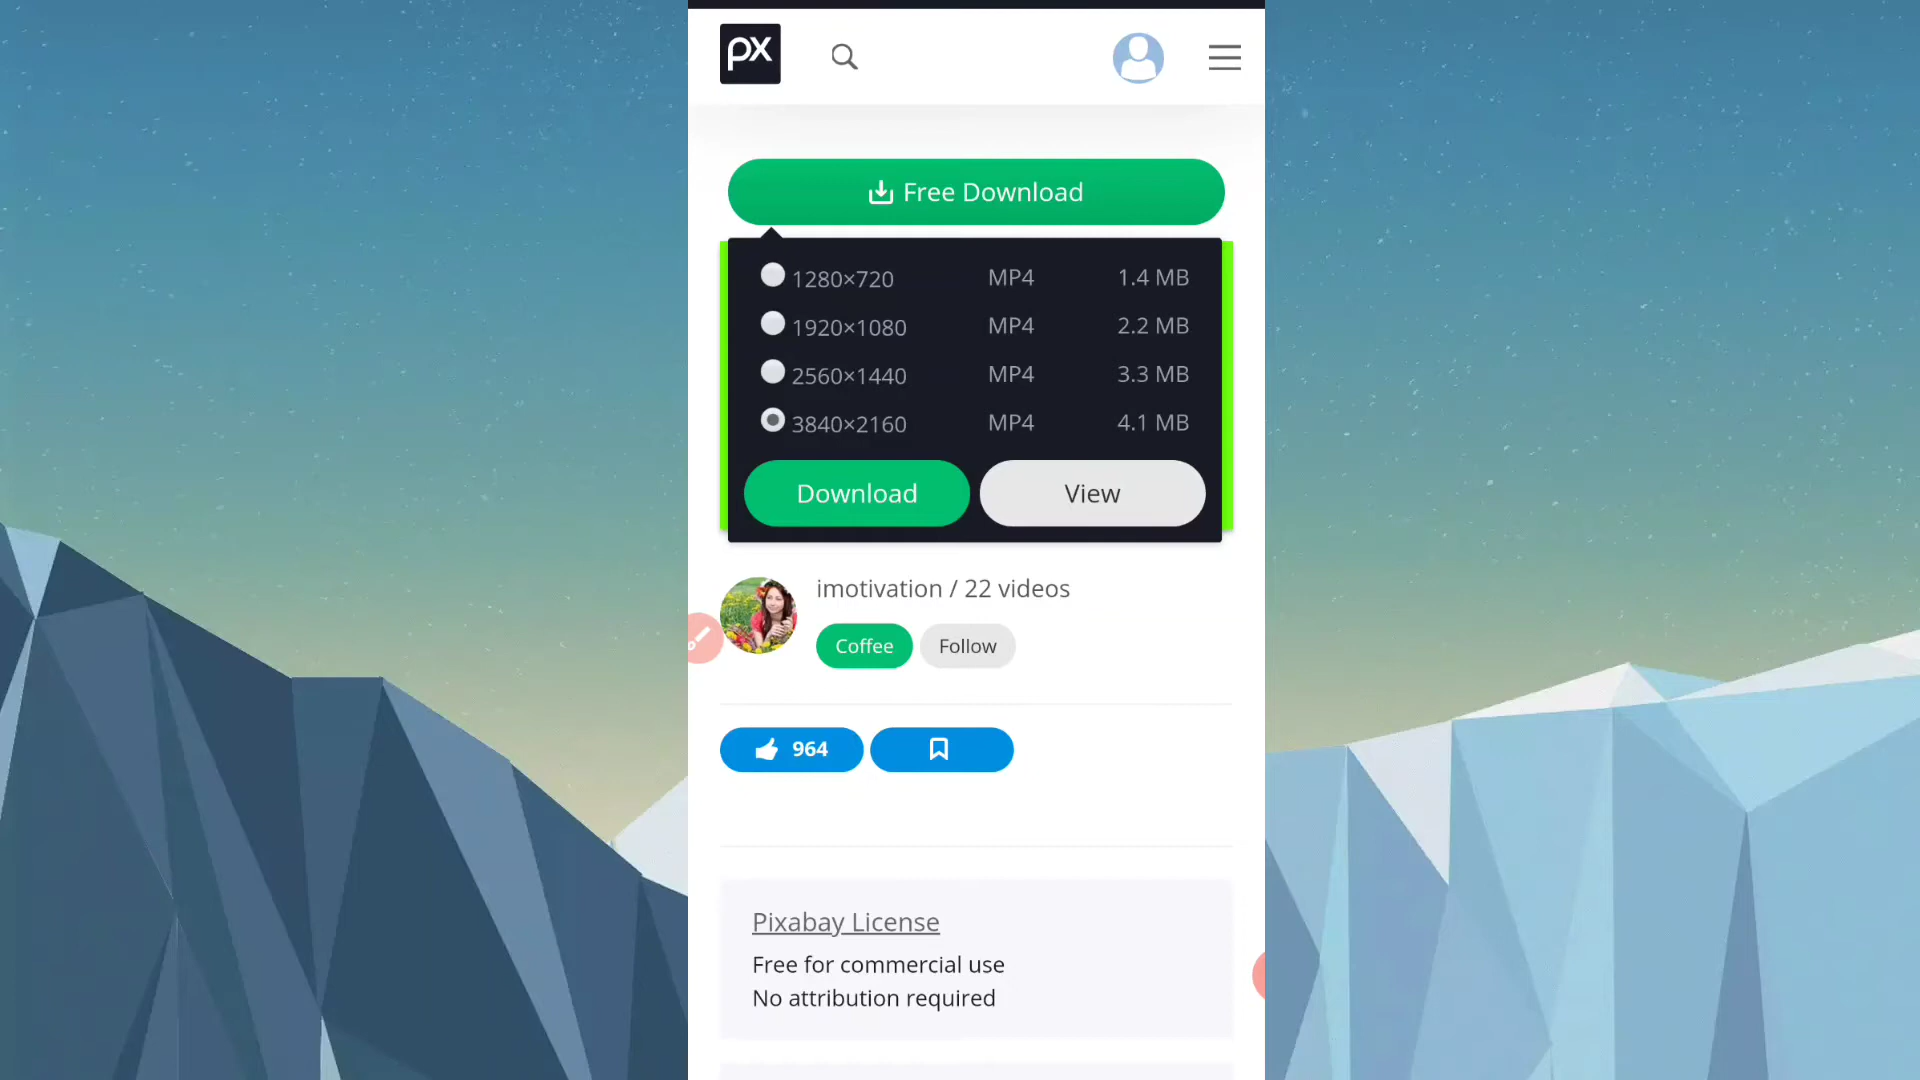 px
Free Download
1280×720 MP4 1.4 MB
1920×1080 MP4 2.2 MB
2560×1440 MP4 3.3 MB
3840×2160 MP4 4.1 MB
Download View
imotivation / 22 videos
Coffee Follow
964
Pixabay License
Free for commercial use
No attribution required